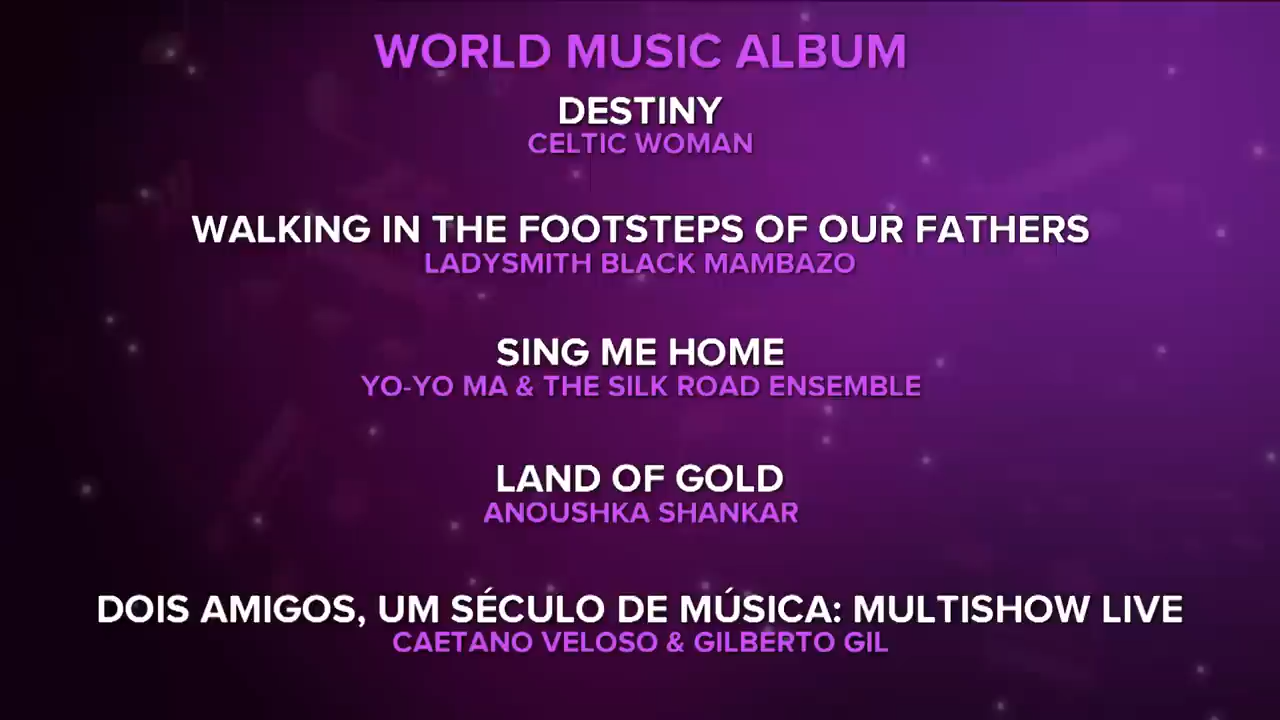 WORLD MUSIC ALBUM
DESTINY
CELTIC WOMAN
WALKING IN THE FOOTSTEPS OF OUR FATHERS
LADYSMITH BLACK MAMBAZO
SING ME HOME
YO-YO MA & THE SILK ROAD ENSEMBLE
LAND OF GOLD
ANOUSHKA SHANKAR
DOIS AMIGOS, UM SÉCULO DE MÚSICA: MULTISHOW LIVE
CAETANO VELOSO & GILBERTO GIL